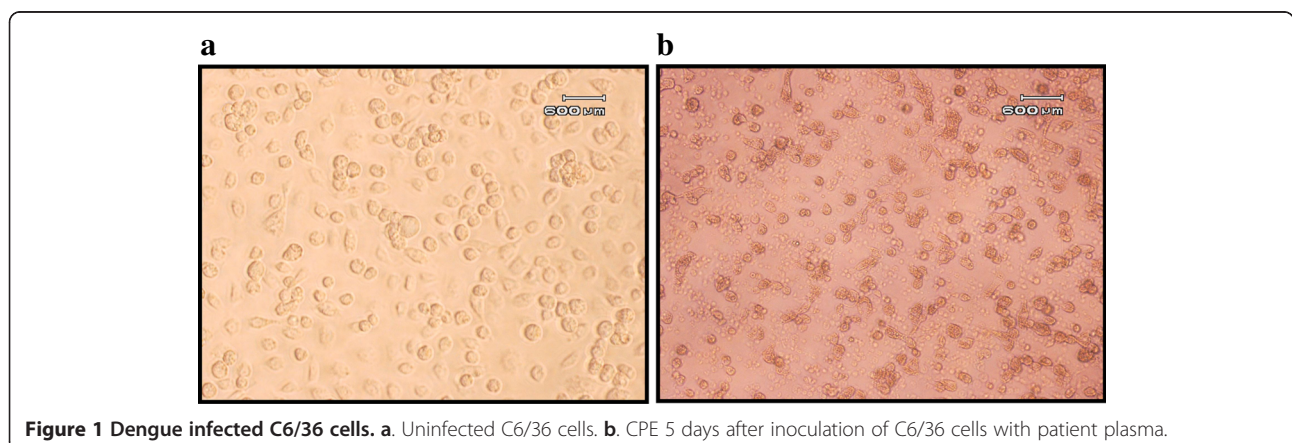 a
b
600 µm
600 µm
Figure 1 Dengue infected C6/36 cells. a. Uninfected C6/36 cells. b. CPE 5 days after inoculation of C6/36 cells with patient plasma.